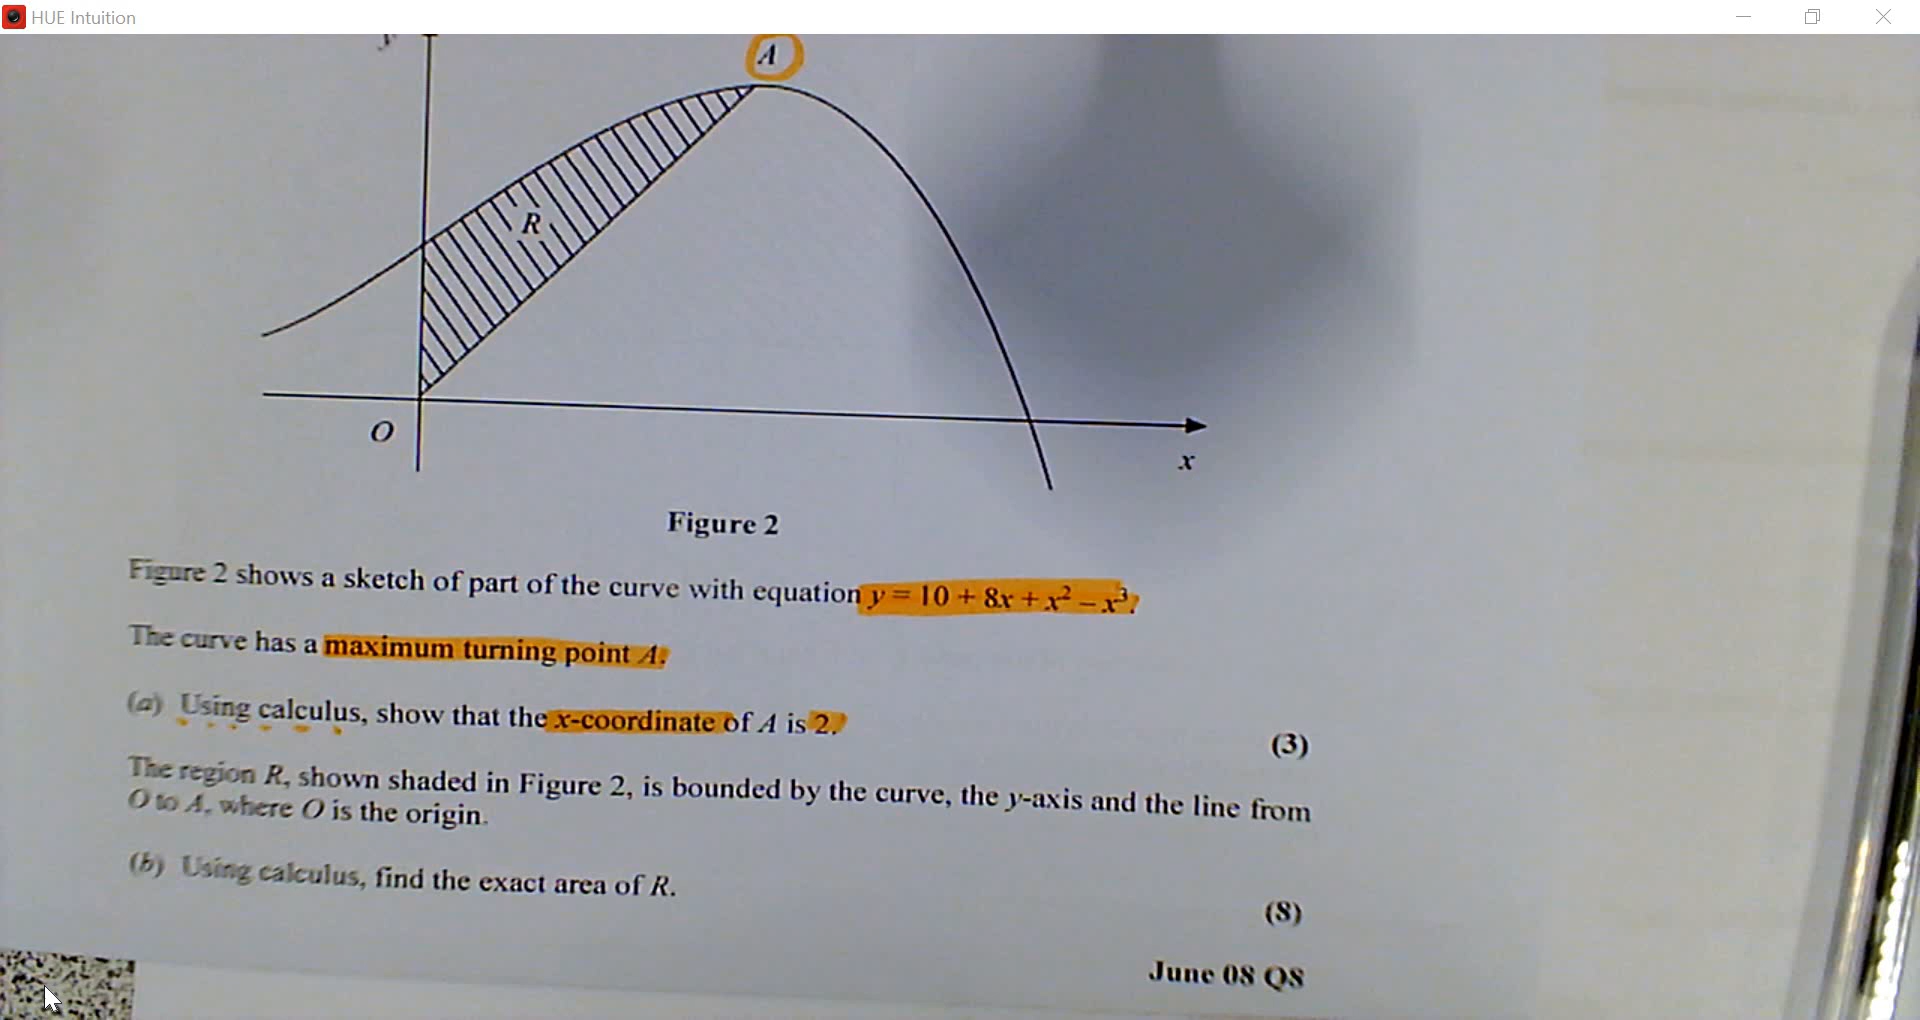 HUE Intuition
y
A
R
O
x
Figure 2
Figure 2 shows a sketch of part of the curve with equation y = 10 + 8x + x² – x³.
The curve has a maximum turning point A.
(a) Using calculus, show that the x-coordinate of A is 2.
(3)
The region R, shown shaded in Figure 2, is bounded by the curve, the y-axis and the line from
O to A, where O is the origin.
(b) Using calculus, find the exact area of R.
(8)
June 08 Q8